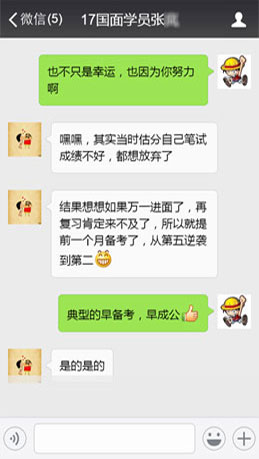 微信(5)
17国面学员张
也不只是幸运，也因为你努力
啊
嘿嘿，其实当时估分自己笔试
成绩不好，都想放弃了
结果想想如果万一进面了，再
复习肯定来不及了，所以就提
前一个月备考了，从第五逆袭
到第二
典型的早备考，早成公
是的是的